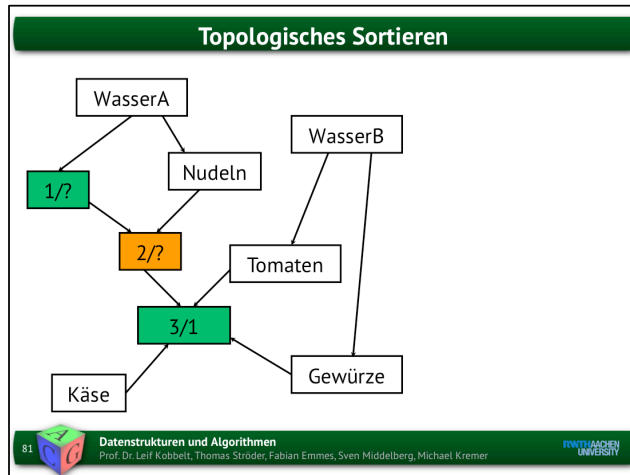 Topologisches Sortieren
WasserA
WasserB
Nudeln
1/?
2/?
Tomaten
3/1
Gewürze
Käse
81
A
C
G
Datenstrukturen und Algorithmen
Prof. Dr. Leif Kobbelt, Thomas Ströder, Fabian Emmes, Sven Middelberg, Michael Kremer
RWTHAACHEN
UNIVERSITY